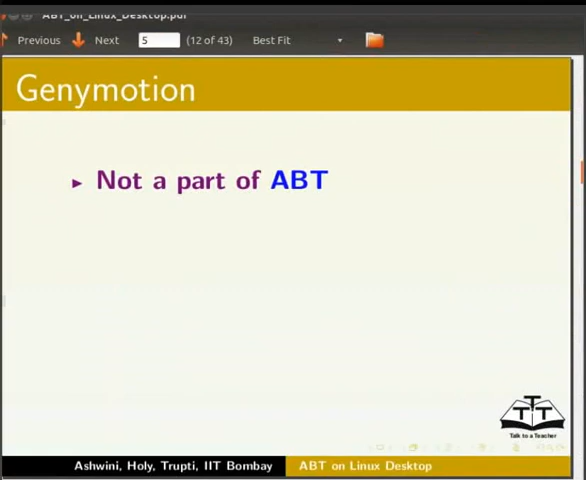 ABT_on_Linux_Desktop.pdf
Previous Next 5 (12 of 43) Best Fit
Genymotion
Not a part of ABT
TTT
Talk to a Teacher
Ashwini, Holy, Trupti, IIT Bombay ABT on Linux Desktop